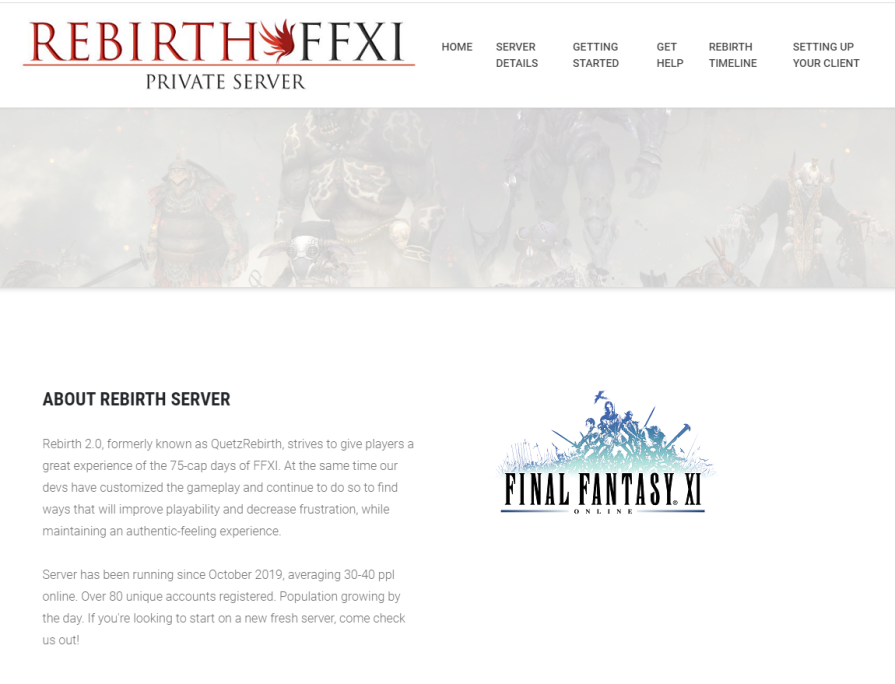 REBIRTH FFXI
PRIVATE SERVER
HOME
SERVER
DETAILS
GETTING
STARTED
GET
HELP
REBIRTH
TIMELINE
SETTING UP
YOUR CLIENT
ABOUT REBIRTH SERVER
Rebirth 2.0, formerly known as QuetzRebirth, strives to give players a
great experience of the 75-cap days of FFXI. At the same time our
devs have customized the gameplay and continue to do so to find
ways that will improve playability and decrease frustration, while
maintaining an authentic-feeling experience.
Server has been running since October 2019, averaging 30-40 ppl
online. Over 80 unique accounts registered. Population growing by
the day. If you're looking to start on a new fresh server, come check
us out!
FINAL FANTASY® XI
ONLINE